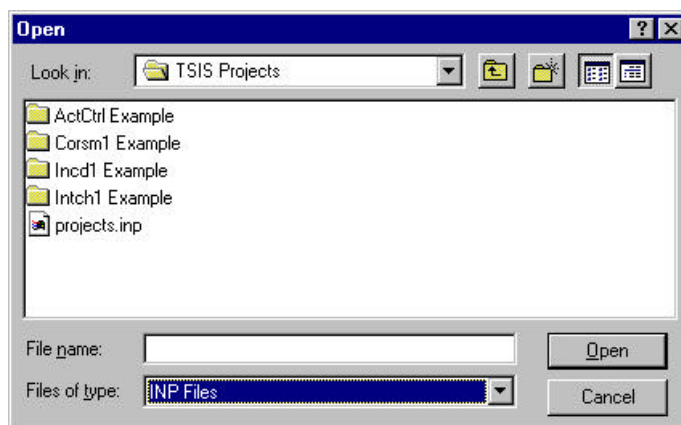 Open
Look in: TSIS Projects
ActCtrl Example
Corsm1 Example
Incd1 Example
Intch1 Example
projects.inp
File name: Open
Files of type: INP Files Cancel